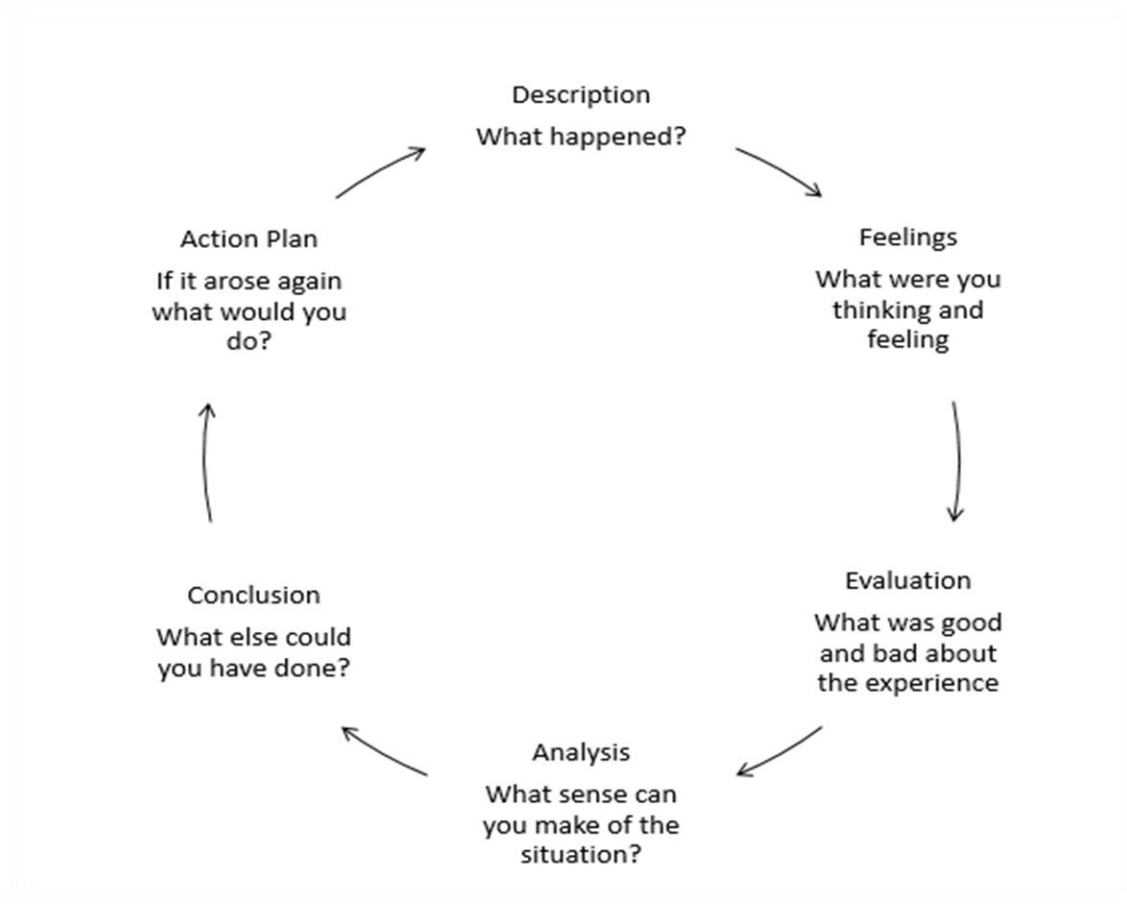 Description
What happened?
Feelings
What were you
thinking and
feeling
Evaluation
What was good
and bad about
the experience
Analysis
What sense can
you make of the
situation?
Conclusion
What else could
you have done?
Action Plan
If it arose again
what would you
do?